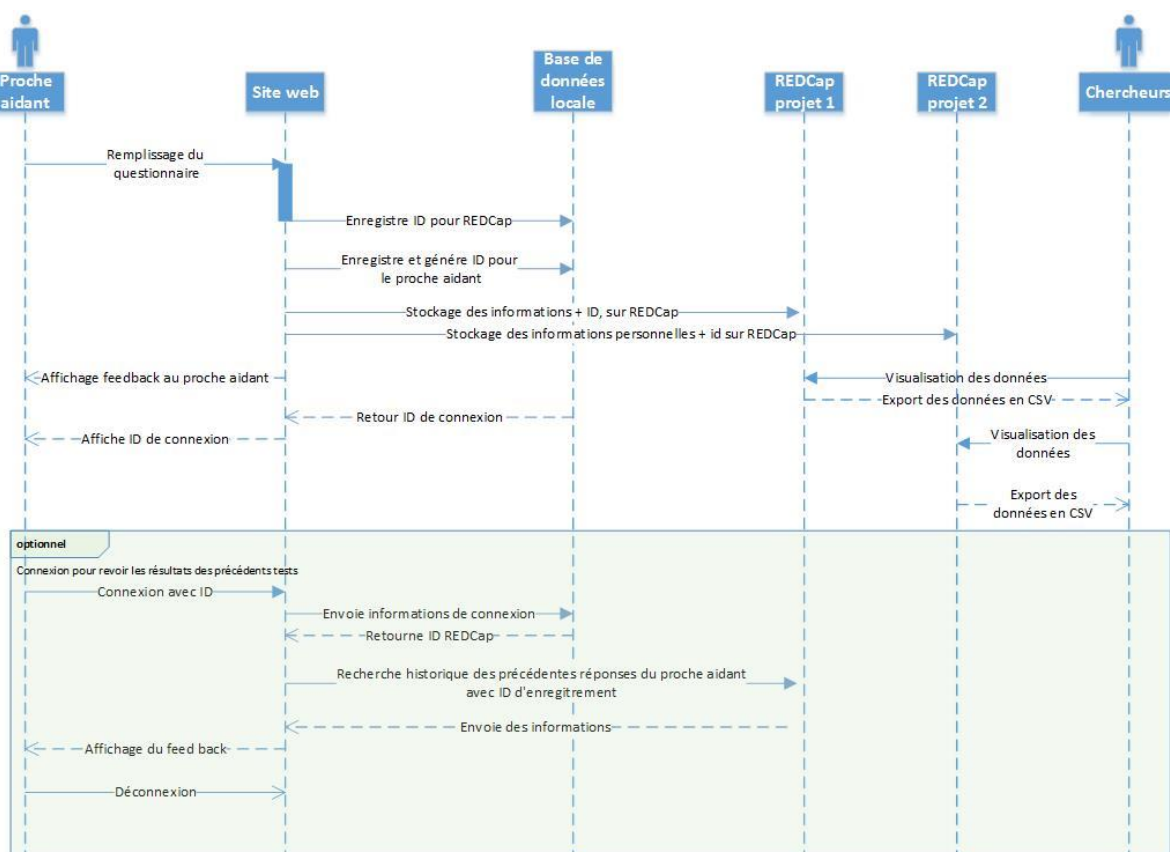 Proche
aidant
Site web
Base de
données
locale
REDCap
projet 1
REDCap
projet 2
Chercheurs
Remplissage du
questionnaire
Enregistre ID pour REDCap
Enregistre et génére ID pour
le proche aidant
Stockage des informations + ID, sur REDCap
Stockage des informations personnelles + id sur REDCap
Affichage feedback au proche aidant
Visualisation des données
Export des données en CSV
Retour ID de connexion
Affiche ID de connexion
Visualisation des
données
Export des
données en CSV
optionnel
Connexion pour revoir les résultats des précédents tests
Connexion avec ID
Envoie informations de connexion
Retourne ID REDCap
Recherche historique des précédentes réponses du proche aidant
avec ID d'enregitrement
Envoie des informations
Affichage du feed back
Déconnexion